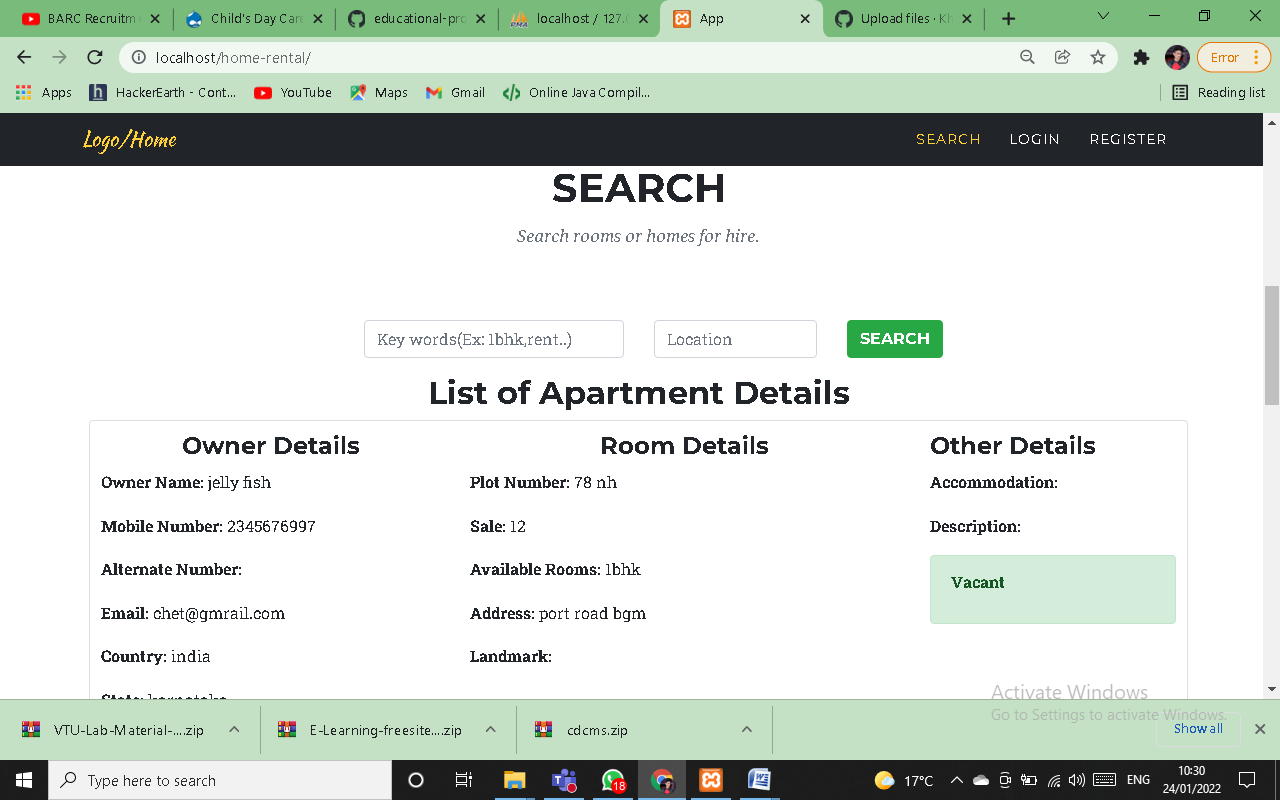 BARC Recruitm
Child's Day Car
educational-pro
localhost / 127.
App
Upload files · Kh
localhost/home-rental/
Error
Apps
HackerEarth - Cont...
YouTube
Maps
Gmail
Online Java Compil...
Reading list
Logo/Home
SEARCH
LOGIN
REGISTER
SEARCH
Search rooms or homes for hire.
Key words(Ex: 1bhk,rent..)
Location
SEARCH
List of Apartment Details
Owner Details
Owner Name: jelly fish
Mobile Number: 2345676997
Alternate Number:
Email: chet@gmrail.com
Country: india
State: karnataka
Room Details
Plot Number: 78 nh
Sale: 12
Available Rooms: 1bhk
Address: port road bgm
Landmark:
Other Details
Accommodation:
Description:
Vacant
Activate Windows
Go to Settings to activate Windows.
VTU-Lab-Material-....zip
E-Learning-freesite....zip
cdcms.zip
Show all
Type here to search
18
17°C
ENG
10:30
24/01/2022